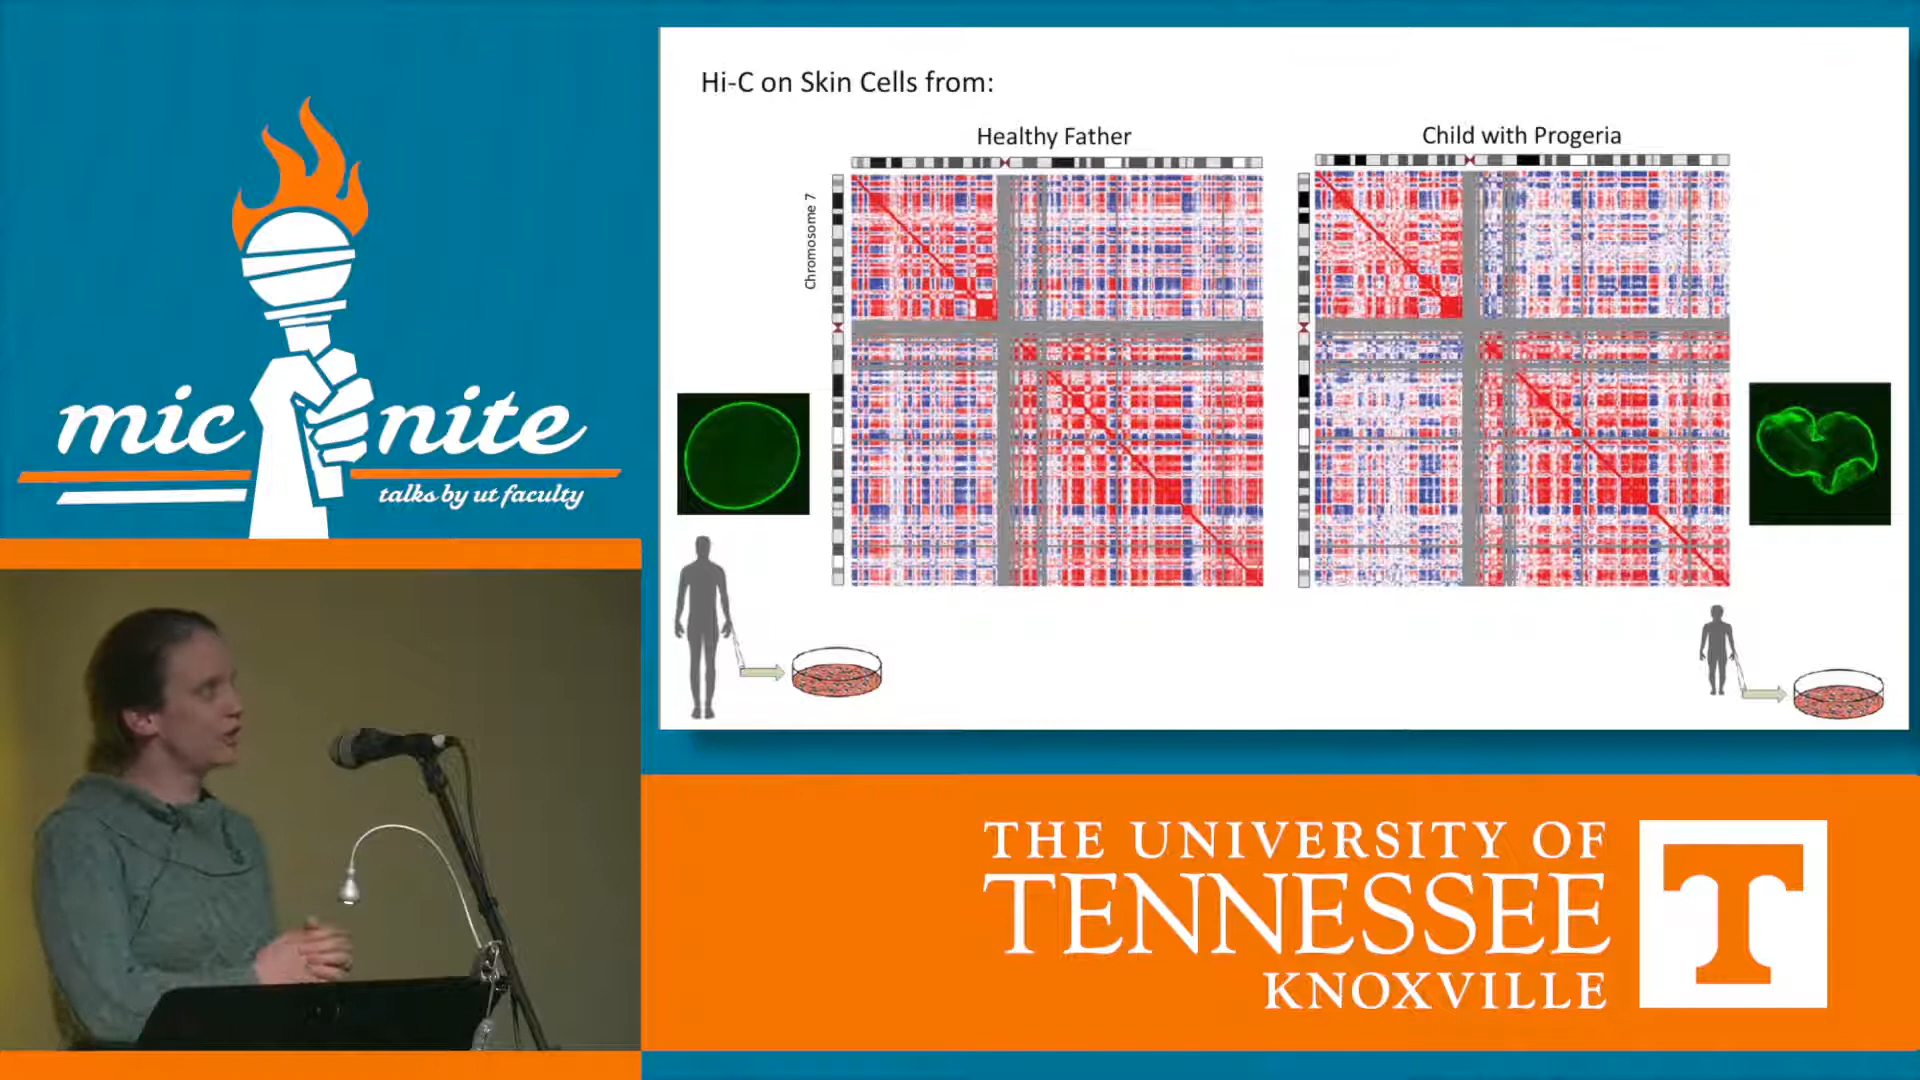 mic nite
talks by ut faculty
Hi-C on Skin Cells from:
Healthy Father
Child with Progeria
Chromosome 7
THE UNIVERSITY OF
TENNESSEE
KNOXVILLE
T